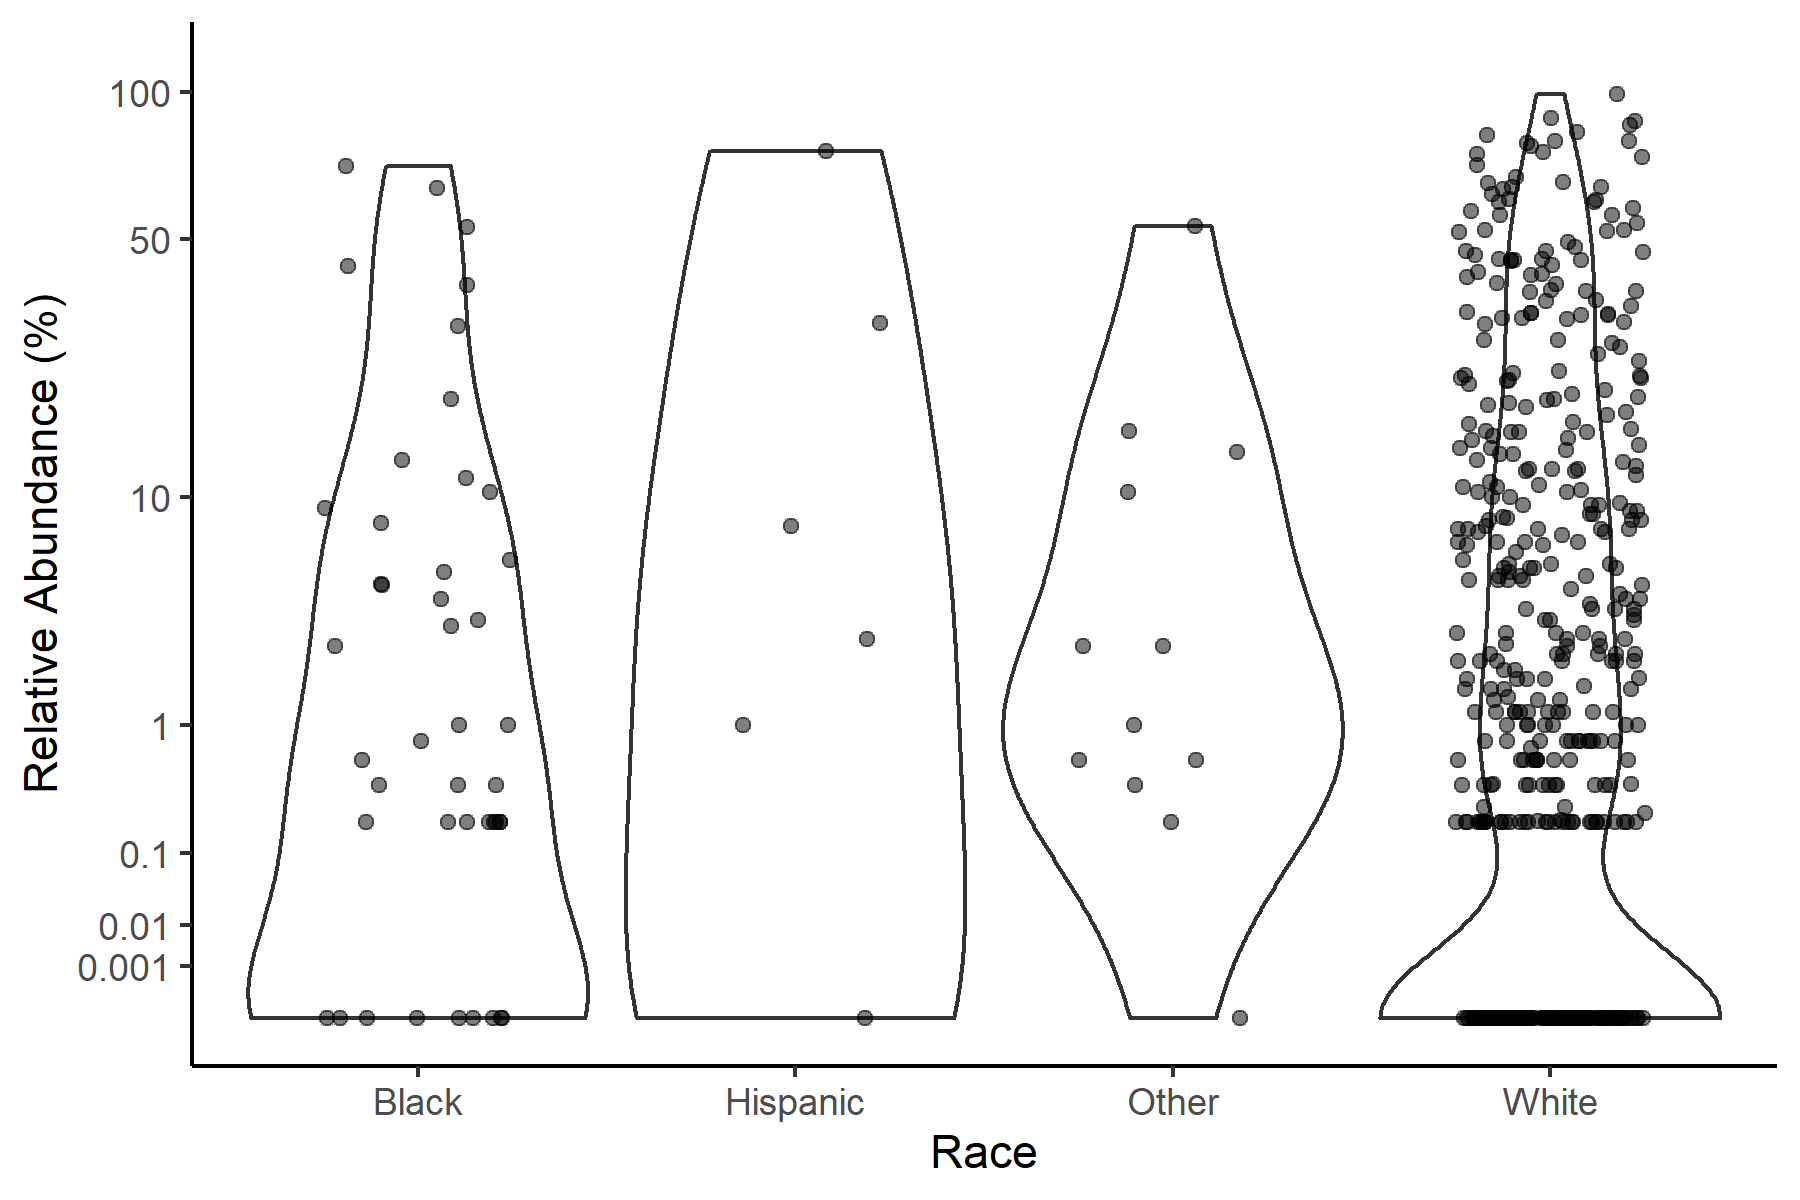 Relative Abundance (%)
100
50
10
1
0.1
0.01
0.001
Black Hispanic Other White
Race